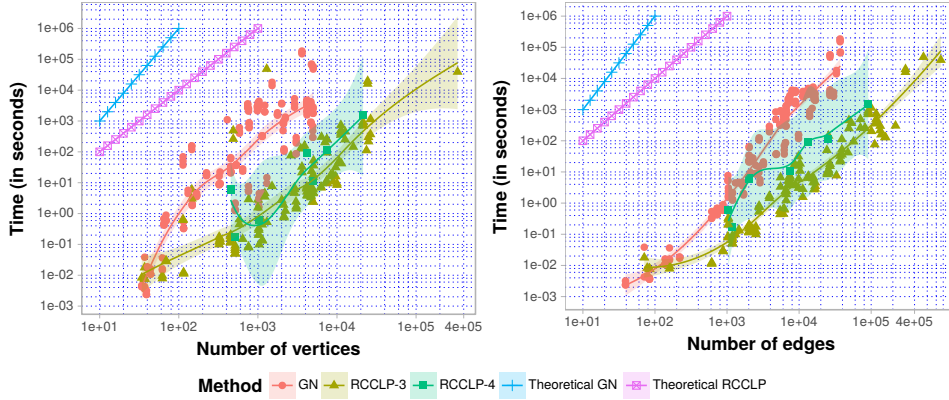 1e+06
1e+05
1e+04
1e+03
1e+02
1e+01
1e+00
1e-01
1e-02
1e-03
Time (in seconds)
1e+01 1e+02 1e+03 1e+04 1e+05 4e+05
Number of vertices
1e+06
1e+05
1e+04
1e+03
1e+02
1e+01
1e+00
1e-01
1e-02
1e-03
Time (in seconds)
1e+01 1e+02 1e+03 1e+04 1e+05 4e+05
Number of edges
Method GN RCCLP-3 RCCLP-4 Theoretical GN Theoretical RCCLP